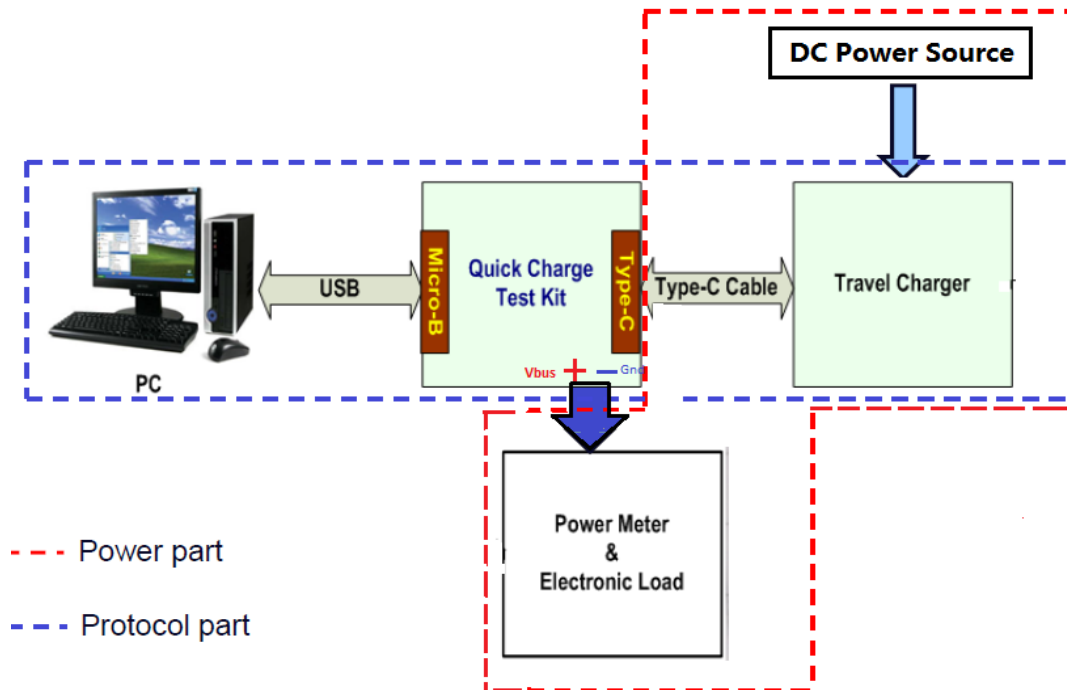 DC Power Source
PC
USB
Micro-B
Quick Charge
Test Kit
Type-C
Type-C Cable
Travel Charger
Vbus
+
Gnd
Power Meter
&
Electronic Load
Power part
Protocol part